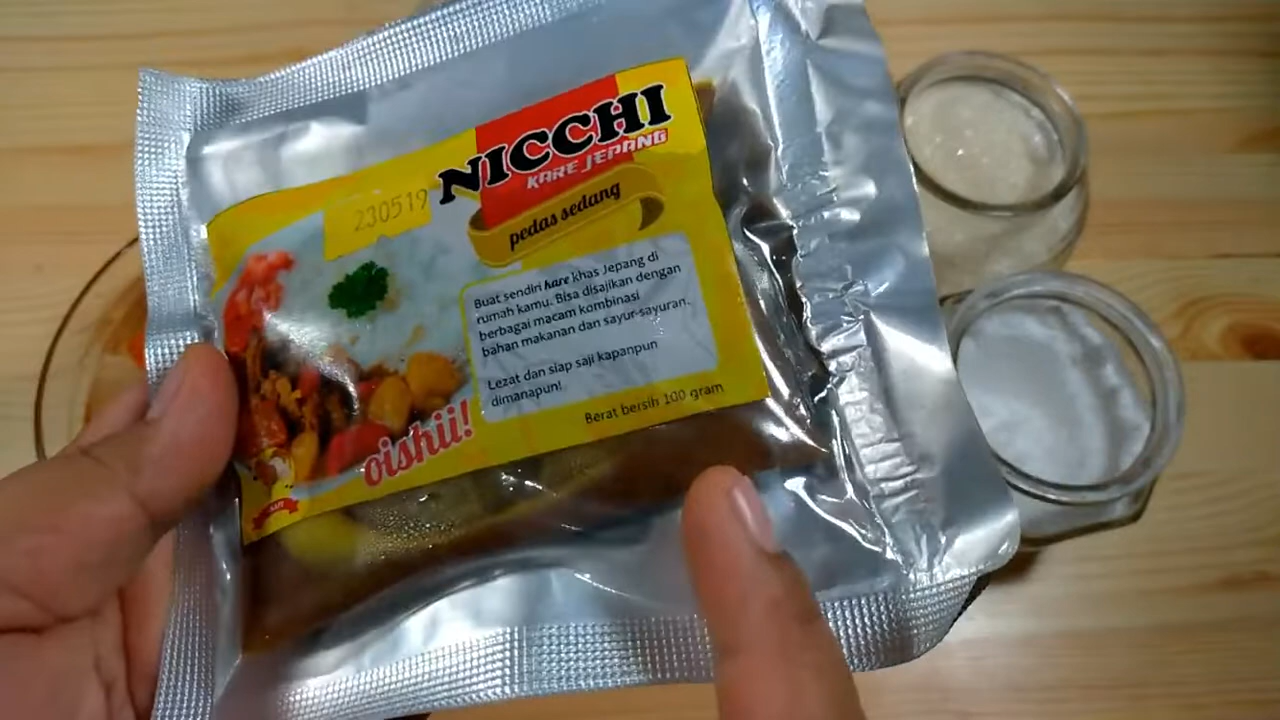 NICCHI
KARE JEPANG
230519
pedas sedang
Buat sendiri kare khas Jepang di
rumah kamu. Bisa disajikan dengan
berbagai macam kombinasi
bahan makanan dan sayur-sayuran.
Lezat dan siap saji kapanpun
dimanapun!
Berat bersih 100 gram
oishii!
SAPI